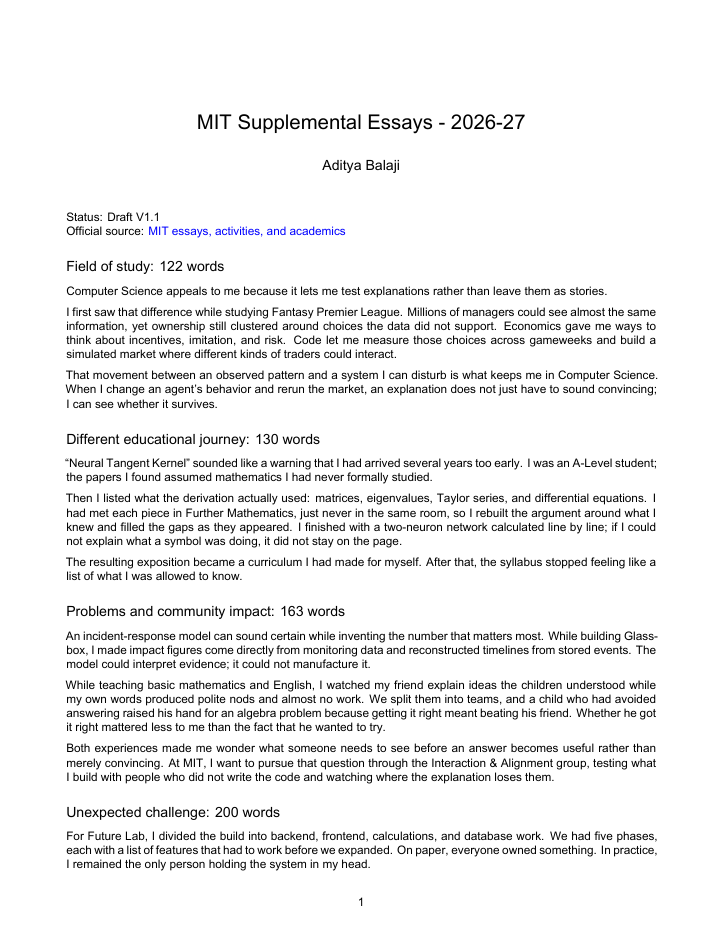 MIT Supplemental Essays - 2026-27
Aditya Balaji
Status: Draft V1.1
Official source: MIT essays, activities, and academics
Field of study: 122 words
Computer Science appeals to me because it lets me test explanations rather than leave them as stories.
I first saw that difference while studying Fantasy Premier League. Millions of managers could see almost the same
information, yet ownership still clustered around choices the data did not support. Economics gave me ways to
think about incentives, imitation, and risk. Code let me measure those choices across gameweeks and build a
simulated market where different kinds of traders could interact.
That movement between an observed pattern and a system I can disturb is what keeps me in Computer Science.
When I change an agent’s behavior and rerun the market, an explanation does not just have to sound convincing;
I can see whether it survives.
Different educational journey: 130 words
“Neural Tangent Kernel” sounded like a warning that I had arrived several years too early. I was an A-Level student;
the papers I found assumed mathematics I had never formally studied.
Then I listed what the derivation actually used: matrices, eigenvalues, Taylor series, and differential equations. I
had met each piece in Further Mathematics, just never in the same room, so I rebuilt the argument around what I
knew and filled the gaps as they appeared. I finished with a two-neuron network calculated line by line; if I could
not explain what a symbol was doing, it did not stay on the page.
The resulting exposition became a curriculum I had made for myself. After that, the syllabus stopped feeling like a
list of what I was allowed to know.
Problems and community impact: 163 words
An incident-response model can sound certain while inventing the number that matters most. While building Glass-
box, I made impact figures come directly from monitoring data and reconstructed timelines from stored events. The
model could interpret evidence; it could not manufacture it.
While teaching basic mathematics and English, I watched my friend explain ideas the children understood while
my own words produced polite nods and almost no work. We split them into teams, and a child who had avoided
answering raised his hand for an algebra problem because getting it right meant beating his friend. Whether he got
it right mattered less to me than the fact that he wanted to try.
Both experiences made me wonder what someone needs to see before an answer becomes useful rather than
merely convincing. At MIT, I want to pursue that question through the Interaction & Alignment group, testing what
I build with people who did not write the code and watching where the explanation loses them.
Unexpected challenge: 200 words
For Future Lab, I divided the build into backend, frontend, calculations, and database work. We had five phases,
each with a list of features that had to work before we expanded. On paper, everyone owned something. In practice,
I remained the only person holding the system in my head.
1